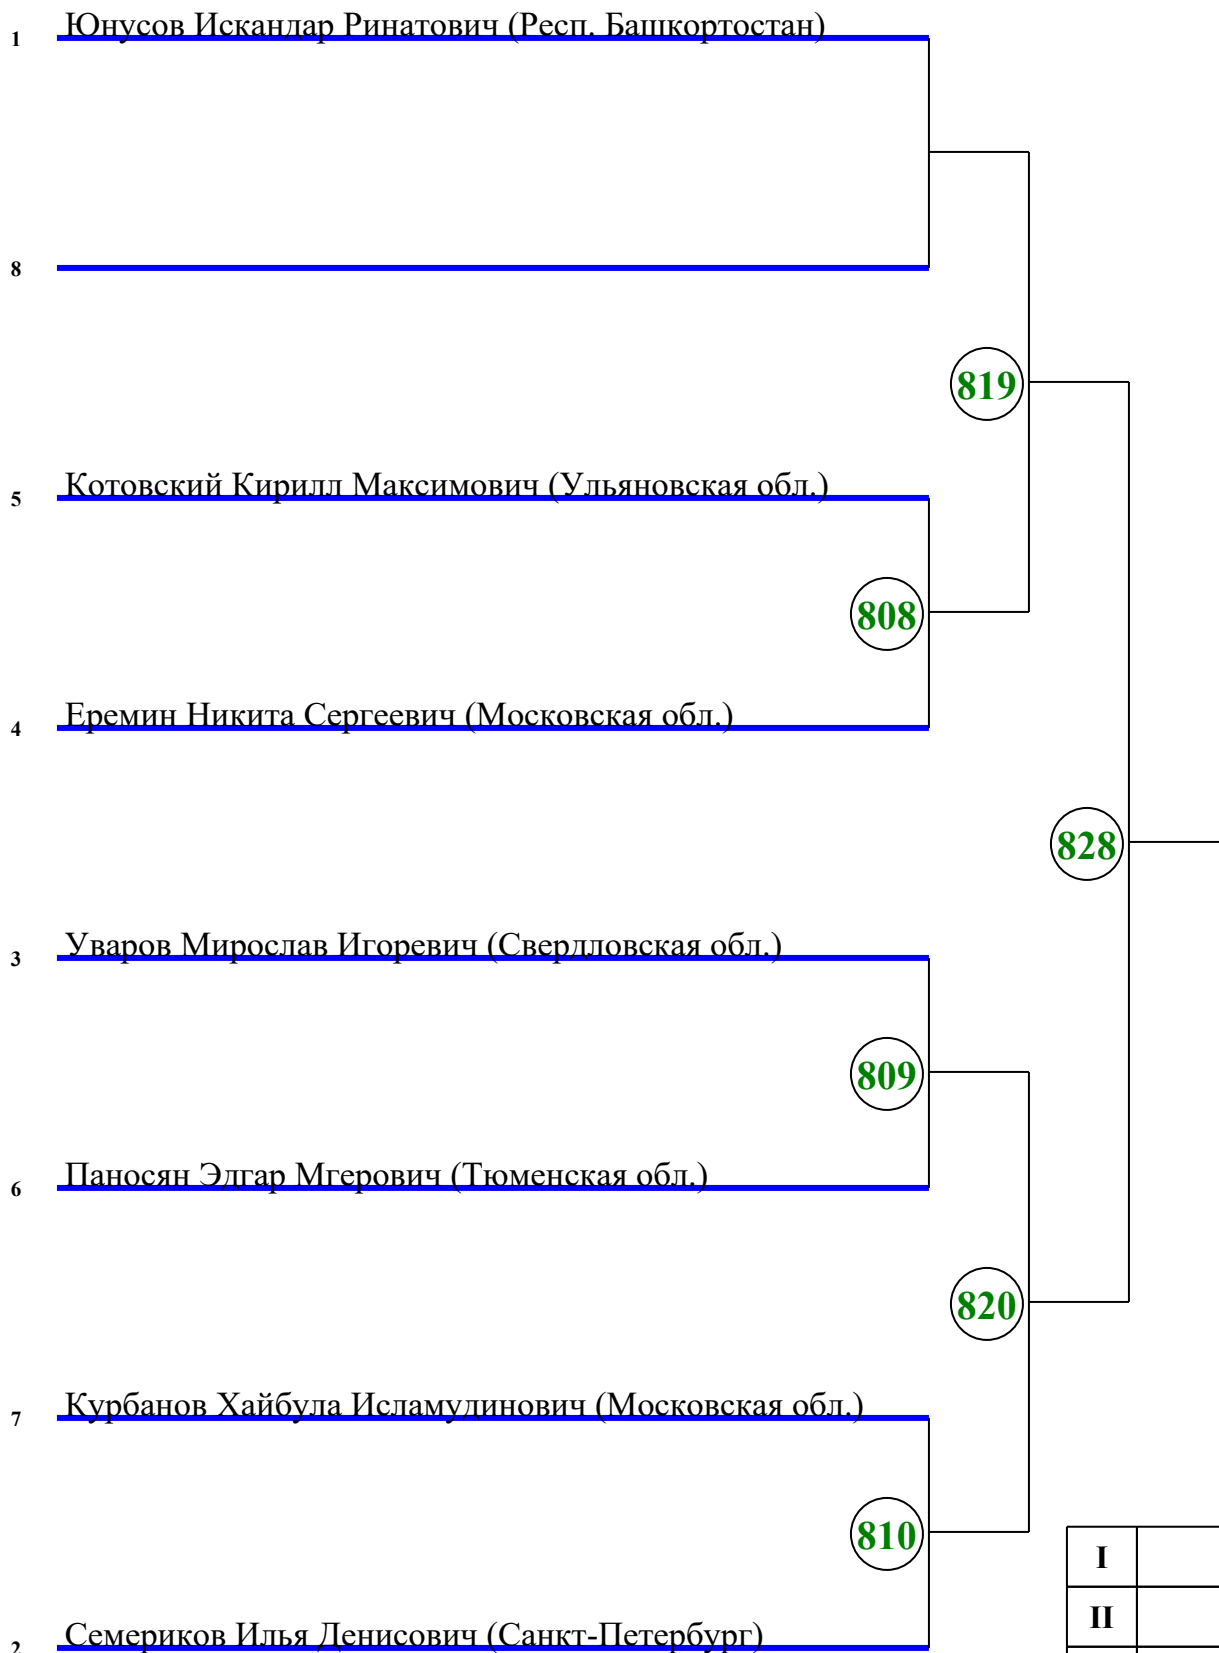 1 Юнусов Искандар Ринатович (Респ. Башкортостан)
8
819
5 Котовский Кирилл Максимович (Ульяновская обл.)
808
4 Еремин Никита Сергеевич (Московская обл.)
828
3 Уваров Мирослав Игоревич (Свердловская обл.)
809
6 Паносян Эдгар Мгерович (Тюменская обл.)
820
7 Курбанов Хайбула Исламудинович (Московская обл.)
810
I
II
2 Семериков Илья Денисович (Санкт-Петербург)